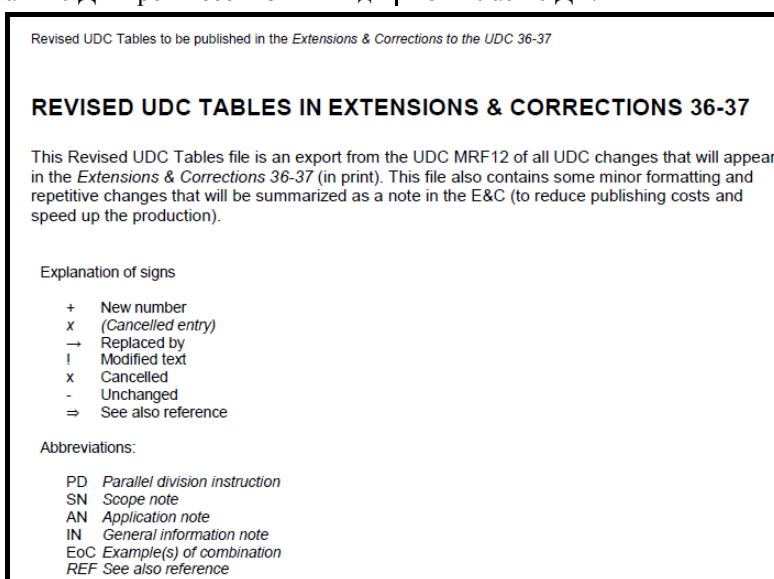 Revised UDC Tables to be published in the Extensions & Corrections to the UDC 36-37
REVISED UDC TABLES IN EXTENSIONS & CORRECTIONS 36-37
This Revised UDC Tables file is an export from the UDC MRF12 of all UDC changes that will appear
in the Extensions & Corrections 36-37 (in print). This file also contains some minor formatting and
repetitive changes that will be summarized as a note in the E&C (to reduce publishing costs and
speed up the production).
Explanation of signs
+ New number
x (Cancelled entry)
→ Replaced by
! Modified text
x Cancelled
- Unchanged
⇒ See also reference
Abbreviations:
PD Parallel division instruction
SN Scope note
AN Application note
IN General information note
EoC Example(s) of combination
REF See also reference